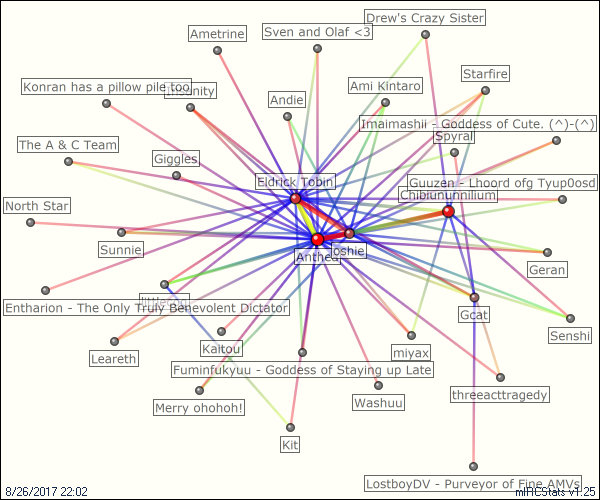 Drew's Crazy Sister
Ametrine
Sven and Olaf <3
Starfire
Konran has a pillow pile too
Insanity
Ami Kintaro
Andie
Imaimashii - Goddess of Cute. (^)-(^)
Spyral
The A & C Team
Giggles
Eldrick Tobin
Guuzen - Lhoord ofg Tyup0osd
Chibiununnilium
North Star
Sunnie
Joshie
Anthea
Geran
Entharion - The Only Truly Benevolent Dictator
Gcat
Senshi
Kaitou
Leareth
miyax
Fuminfukyuu - Goddess of Staying up Late
Washuu
threeacttragedy
Merry ohohoh!
Kit
LostboyDV - Purveyor of Fine AMVs
8/26/2017 22:02
mIRCStats v1.25